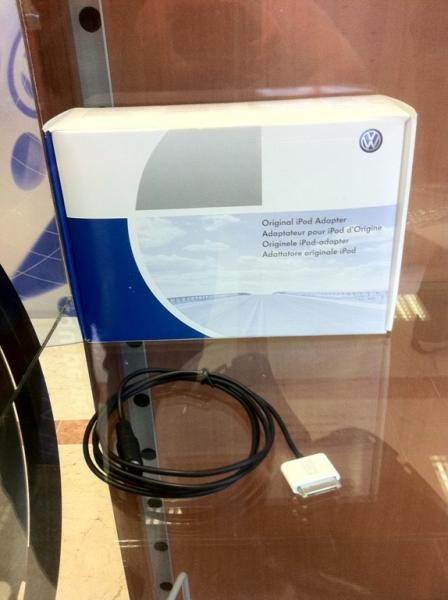 Original iPod Adapter
Adaptateur pour iPod d'Origine
Originele iPod-adapter
Adattatore originale iPod